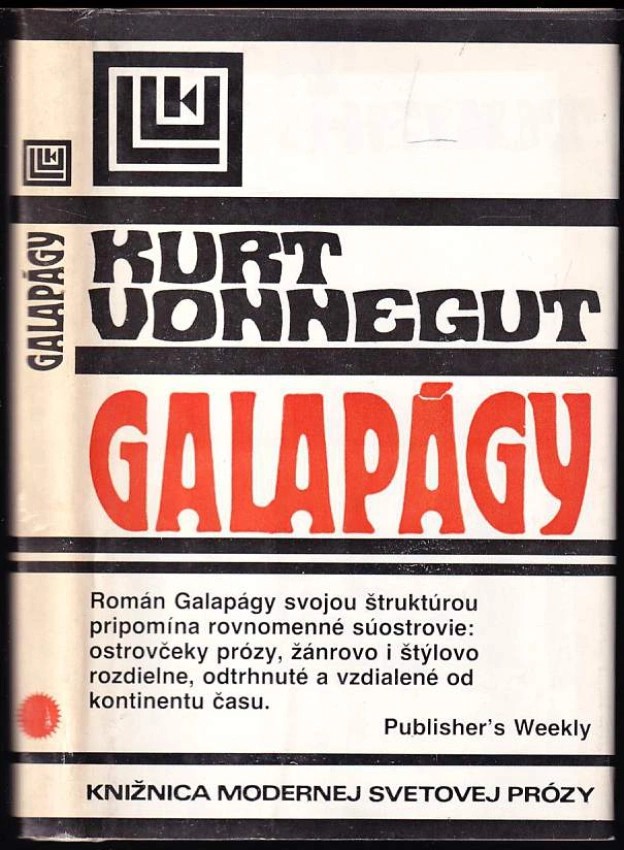 GALAPÁGY
KURT
VONNEGUT
GALAPÁGY
Román Galapágy svojou štruktúrou
pripomína rovnomenné súostrovie:
ostrovčeky prózy, žánrovo i štýlovo
rozdielne, odtrhnuté a vzdialené od
kontinentu času.
Publisher's Weekly
KNIŽNICA MODERNEJ SVETOVEJ PRÓZY